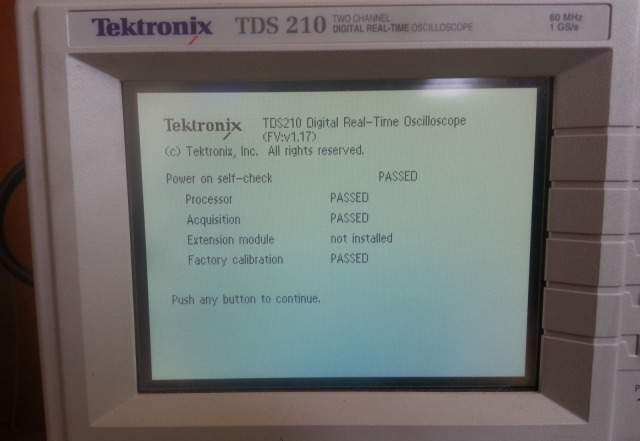 Tektronix TDS 210 TWO CHANNEL DIGITAL REAL-TIME OSCILLOSCOPE
60 MHz
1 GS/s
Tektronix TDS210 Digital Real-Time Oscilloscope
(FV:v1.17)
(c) Tektronix, Inc. All rights reserved.
Power on self-check PASSED
Processor PASSED
Acquisition PASSED
Extension module not installed
Factory calibration PASSED
Push any button to continue.